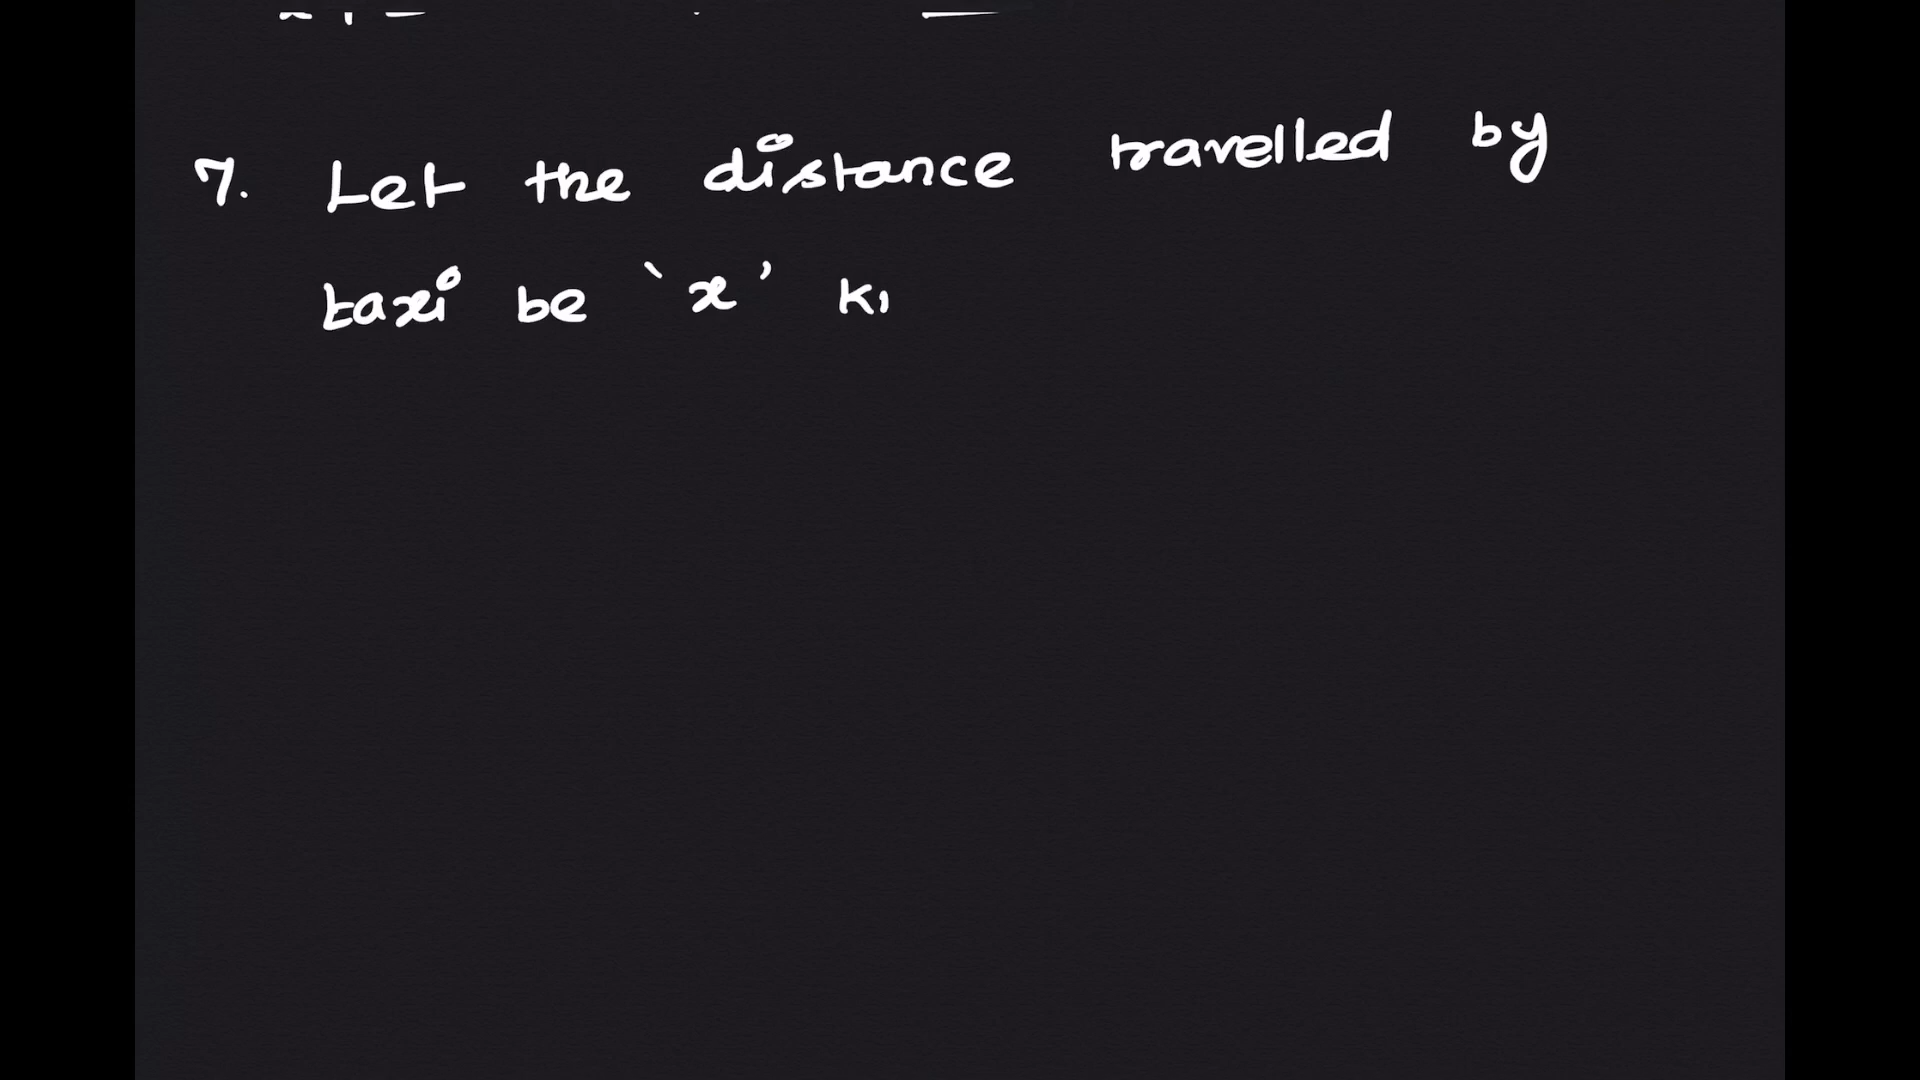 7. Let the distance travelled by
taxi be ‘x’ k